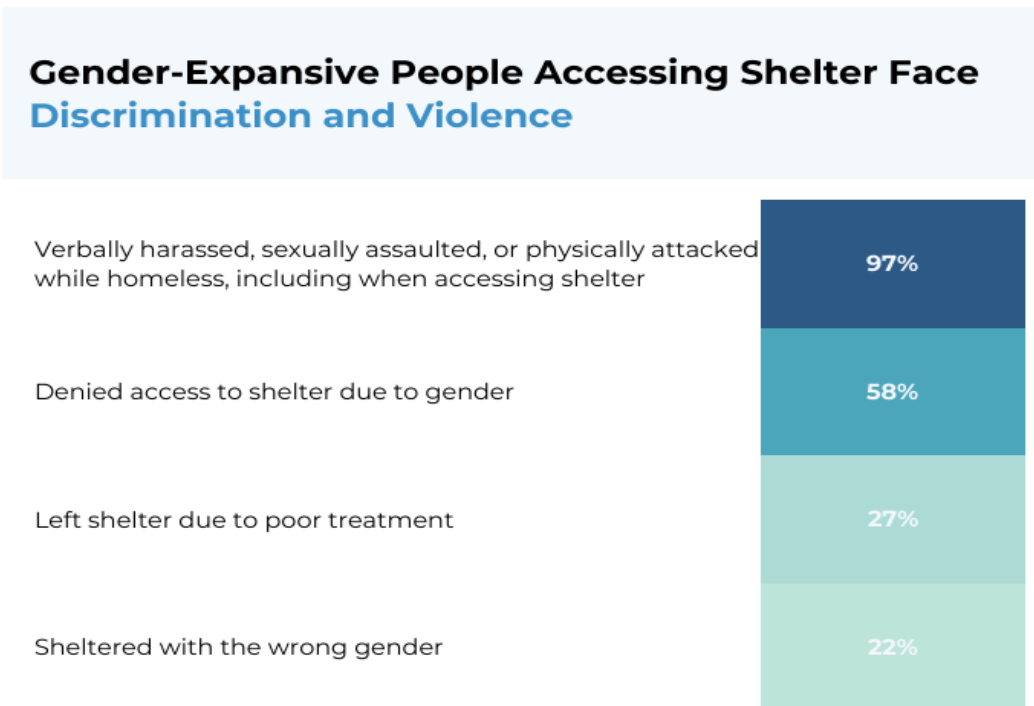 Gender-Expansive People Accessing Shelter Face
Discrimination and Violence
Verbally harassed, sexually assaulted, or physically attacked
while homeless, including when accessing shelter
97%
Denied access to shelter due to gender
58%
Left shelter due to poor treatment
27%
Sheltered with the wrong gender
22%